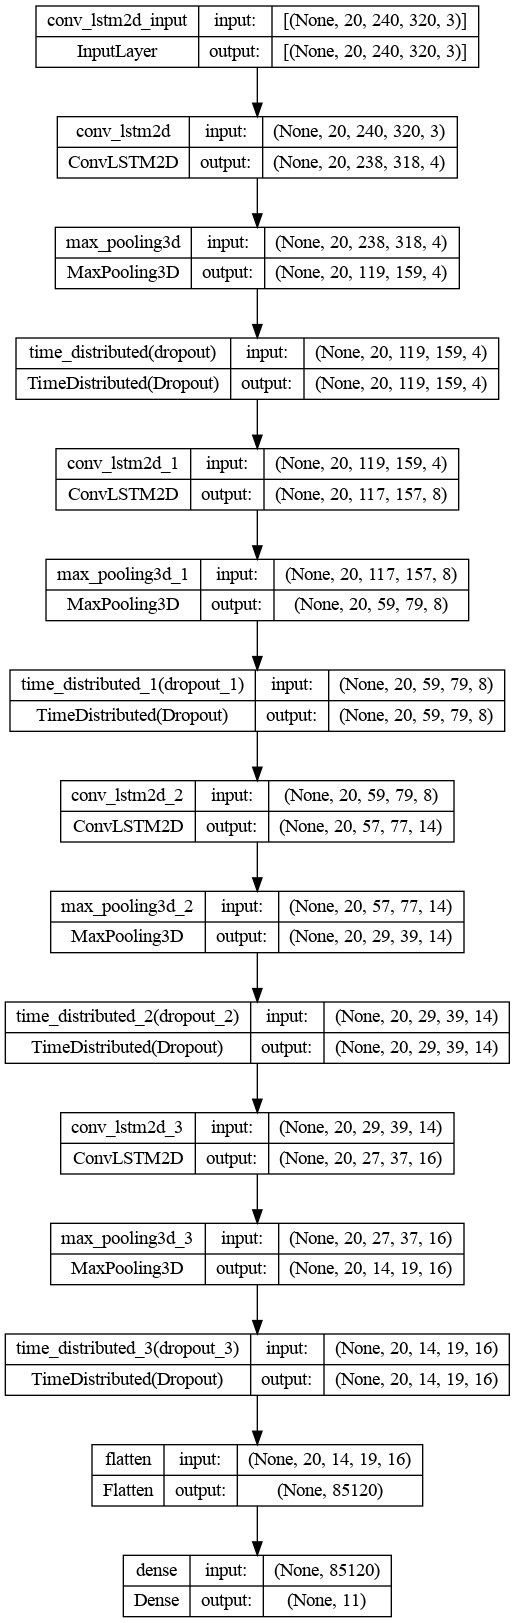 conv_lstm2d_input input: [(None, 20, 240, 320, 3)]
InputLayer output: [(None, 20, 240, 320, 3)]
conv_lstm2d input: (None, 20, 240, 320, 3)
ConvLSTM2D output: (None, 20, 238, 318, 4)
max_pooling3d input: (None, 20, 238, 318, 4)
MaxPooling3D output: (None, 20, 119, 159, 4)
time_distributed(dropout) input: (None, 20, 119, 159, 4)
TimeDistributed(Dropout) output: (None, 20, 119, 159, 4)
conv_lstm2d_1 input: (None, 20, 119, 159, 4)
ConvLSTM2D output: (None, 20, 117, 157, 8)
max_pooling3d_1 input: (None, 20, 117, 157, 8)
MaxPooling3D output: (None, 20, 59, 79, 8)
time_distributed_1(dropout_1) input: (None, 20, 59, 79, 8)
TimeDistributed(Dropout) output: (None, 20, 59, 79, 8)
conv_lstm2d_2 input: (None, 20, 59, 79, 8)
ConvLSTM2D output: (None, 20, 57, 77, 14)
max_pooling3d_2 input: (None, 20, 57, 77, 14)
MaxPooling3D output: (None, 20, 29, 39, 14)
time_distributed_2(dropout_2) input: (None, 20, 29, 39, 14)
TimeDistributed(Dropout) output: (None, 20, 29, 39, 14)
conv_lstm2d_3 input: (None, 20, 29, 39, 14)
ConvLSTM2D output: (None, 20, 27, 37, 16)
max_pooling3d_3 input: (None, 20, 27, 37, 16)
MaxPooling3D output: (None, 20, 14, 19, 16)
time_distributed_3(dropout_3) input: (None, 20, 14, 19, 16)
TimeDistributed(Dropout) output: (None, 20, 14, 19, 16)
flatten input: (None, 20, 14, 19, 16)
Flatten output: (None, 85120)
dense input: (None, 85120)
Dense output: (None, 11)